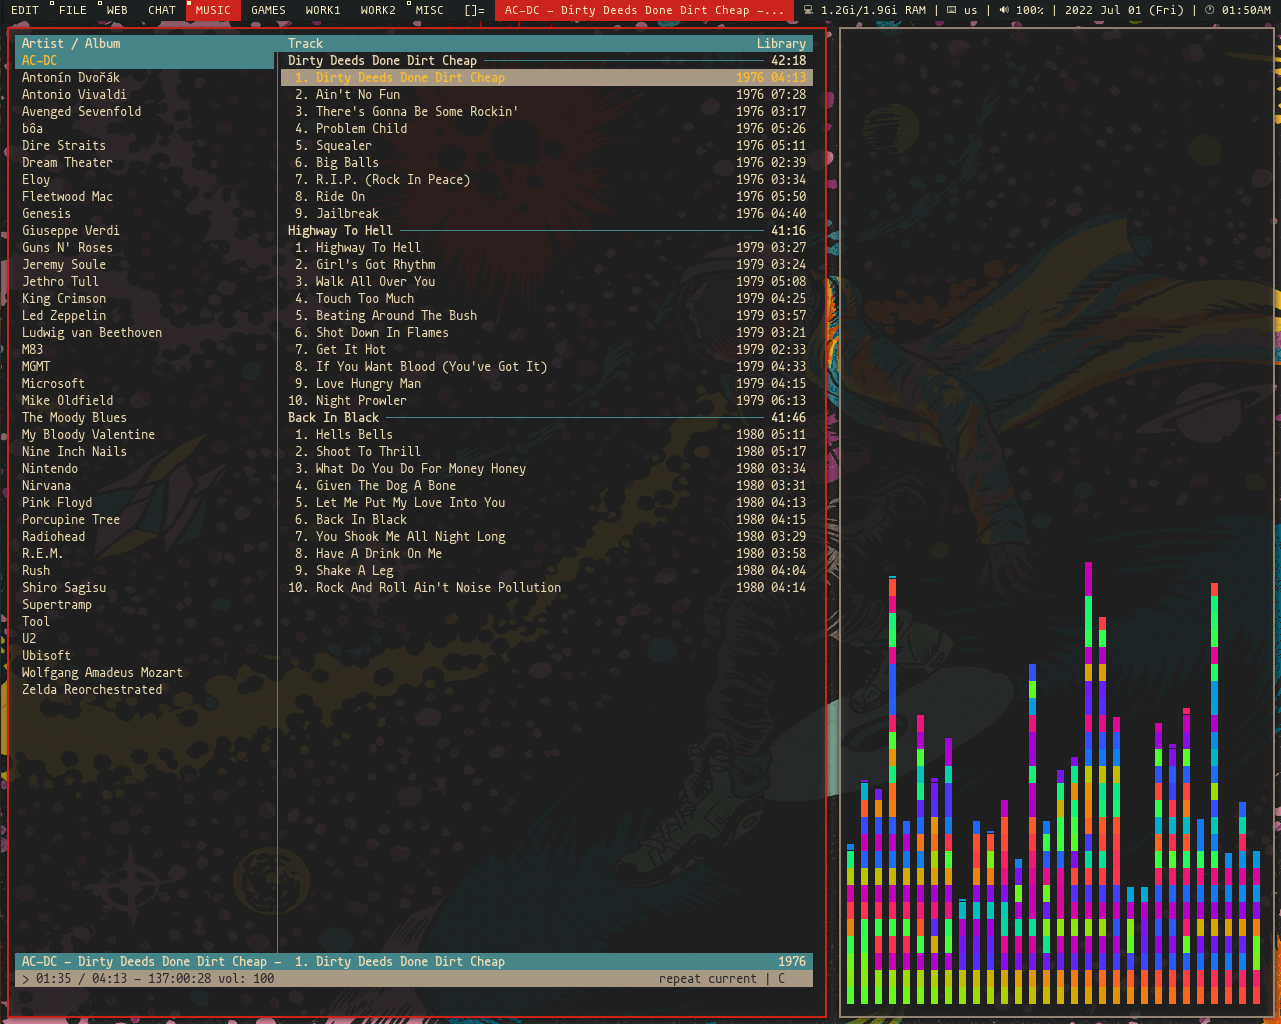 EDIT FILE WEB CHAT MUSIC GAMES WORK1 WORK2 MISC []= AC-DC – Dirty Deeds Done Dirt Cheap –... 1.2Gi/1.9Gi RAM | us | 100% | 2022 Jul 01 (Fri) | 01:50AM
Artist / Album Track Library
AC-DC
Antonín Dvořák
Antonio Vivaldi
Avenged Sevenfold
bôa
Dire Straits
Dream Theater
Eloy
Fleetwood Mac
Genesis
Giuseppe Verdi
Guns N' Roses
Jeremy Soule
Jethro Tull
King Crimson
Led Zeppelin
Ludwig van Beethoven
M83
MGMT
Microsoft
Mike Oldfield
The Moody Blues
My Bloody Valentine
Nine Inch Nails
Nintendo
Nirvana
Pink Floyd
Porcupine Tree
Radiohead
R.E.M.
Rush
Shiro Sagisu
Supertramp
Tool
U2
Ubisoft
Wolfgang Amadeus Mozart
Zelda Reorchestrated
Dirty Deeds Done Dirt Cheap 42:18
1. Dirty Deeds Done Dirt Cheap 1976 04:13
2. Ain't No Fun 1976 07:28
3. There's Gonna Be Some Rockin' 1976 03:17
4. Problem Child 1976 05:26
5. Squealer 1976 05:11
6. Big Balls 1976 02:39
7. R.I.P. (Rock In Peace) 1976 03:34
8. Ride On 1976 05:50
9. Jailbreak 1976 04:40
Highway To Hell 41:16
1. Highway To Hell 1979 03:27
2. Girl's Got Rhythm 1979 03:24
3. Walk All Over You 1979 05:08
4. Touch Too Much 1979 04:25
5. Beating Around The Bush 1979 03:57
6. Shot Down In Flames 1979 03:21
7. Get It Hot 1979 02:33
8. If You Want Blood (You've Got It) 1979 04:33
9. Love Hungry Man 1979 04:15
10. Night Prowler 1979 06:13
Back In Black 41:46
1. Hells Bells 1980 05:11
2. Shoot To Thrill 1980 05:17
3. What Do You Do For Money Honey 1980 03:34
4. Given The Dog A Bone 1980 03:31
5. Let Me Put My Love Into You 1980 04:13
6. Back In Black 1980 04:15
7. You Shook Me All Night Long 1980 03:29
8. Have A Drink On Me 1980 03:58
9. Shake A Leg 1980 04:04
10. Rock And Roll Ain't Noise Pollution 1980 04:14
AC-DC – Dirty Deeds Done Dirt Cheap – 1. Dirty Deeds Done Dirt Cheap 1976
> 01:35 / 04:13 – 137:00:28 vol: 100 repeat current | C